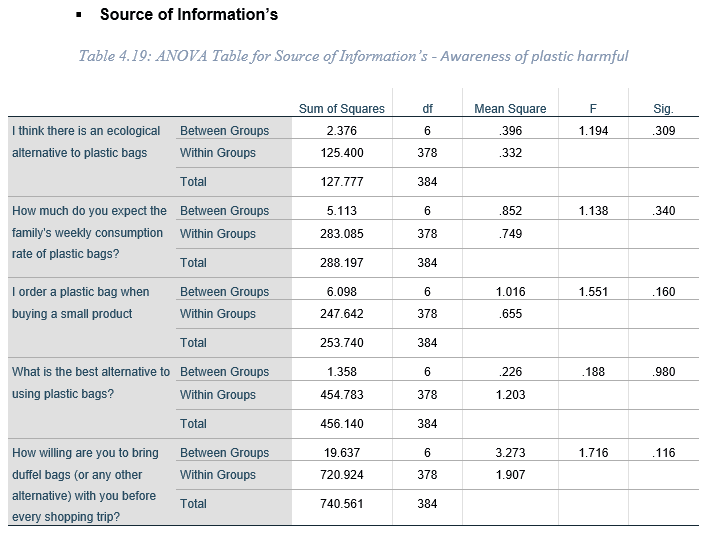 ▪ Source of Information’s
Table 4.19: ANOVA Table for Source of Information’s - Awareness of plastic harmful
Sum of Squares df Mean Square F Sig.
I think there is an ecological Between Groups 2.376 6 .396 1.194 .309
alternative to plastic bags Within Groups 125.400 378 .332
Total 127.777 384
How much do you expect the Between Groups 5.113 6 .852 1.138 .340
family's weekly consumption Within Groups 283.085 378 .749
rate of plastic bags?
Total 288.197 384
I order a plastic bag when Between Groups 6.098 6 1.016 1.551 .160
buying a small product Within Groups 247.642 378 .655
Total 253.740 384
What is the best alternative to Between Groups 1.358 6 .226 .188 .980
using plastic bags? Within Groups 454.783 378 1.203
Total 456.140 384
How willing are you to bring Between Groups 19.637 6 3.273 1.716 .116
duffel bags (or any other Within Groups 720.924 378 1.907
alternative) with you before Total 740.561 384
every shopping trip?